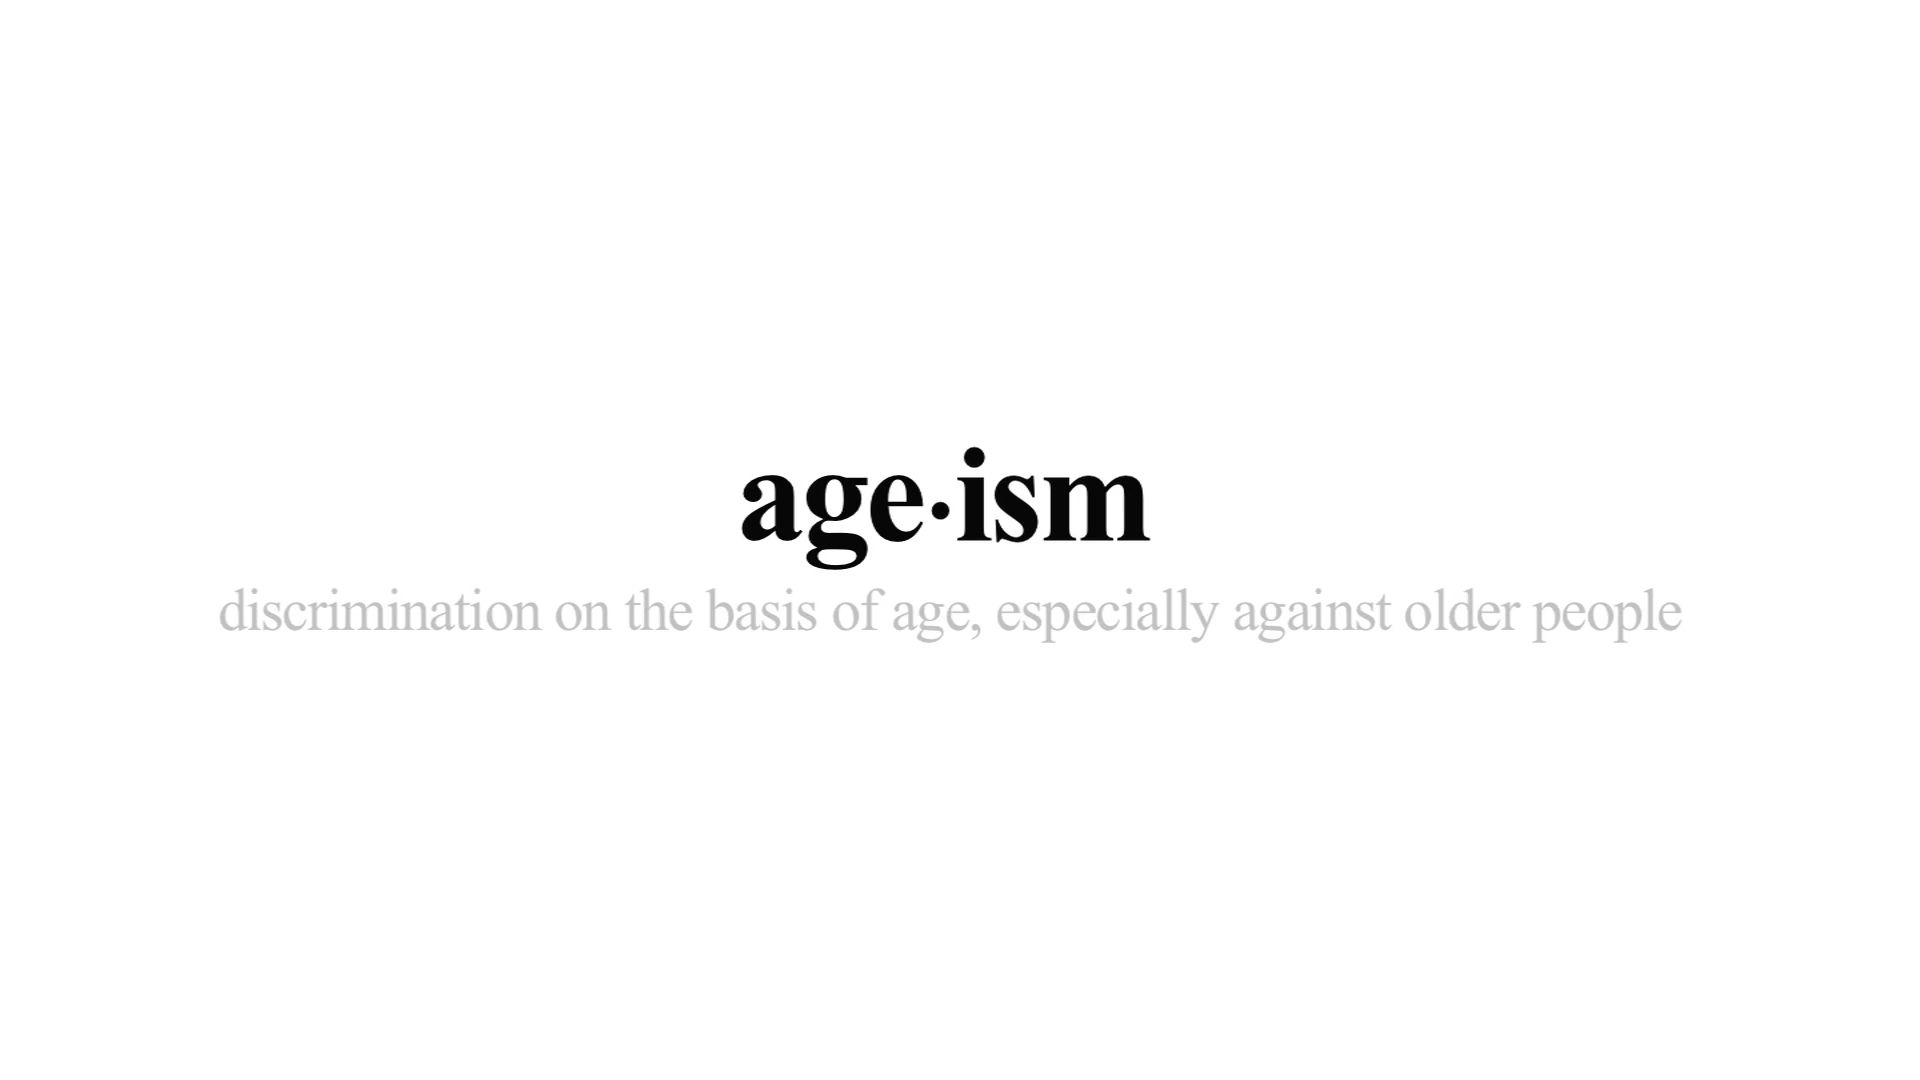 age·ism
discrimination on the basis of age, especially against older people